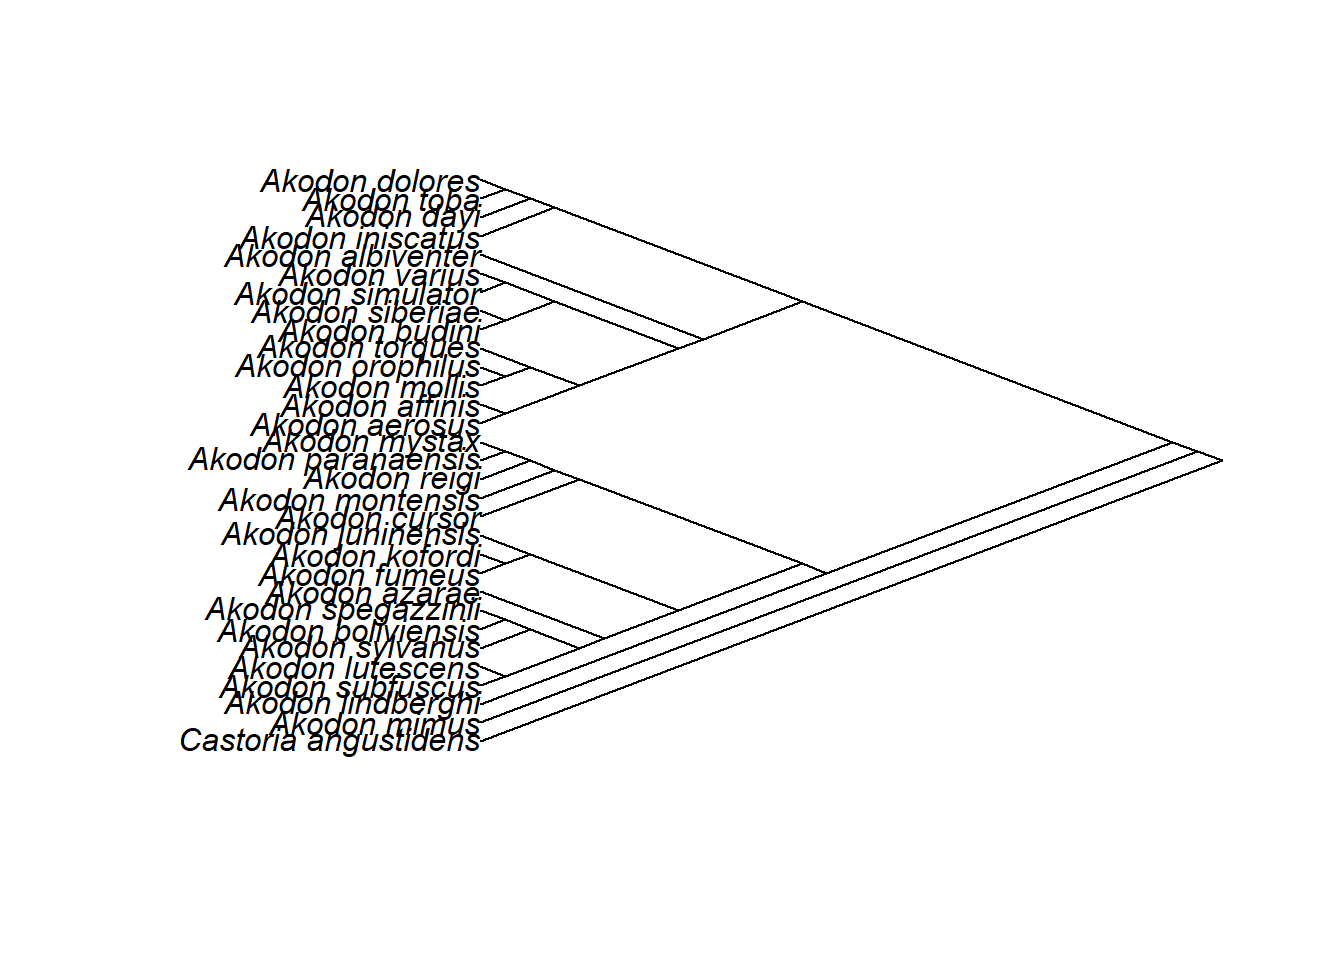 Akodon dolores
Akodon toba
Akodon dayi
Akodon iniscatus
Akodon albiventer
Akodon varius
Akodon simulator
Akodon siberiae
Akodon budini
Akodon torques
Akodon orophilus
Akodon mollis
Akodon affinis
Akodon aerosus
Akodon mystax
Akodon paranaensis
Akodon reigi
Akodon montensis
Akodon cursor
Akodon juninensis
Akodon kofordi
Akodon fumeus
Akodon azarae
Akodon spegazzinii
Akodon boliviensis
Akodon sylvanus
Akodon lutescens
Akodon subfuscus
Akodon lindberghi
Akodon mimus
Castoria angustidens